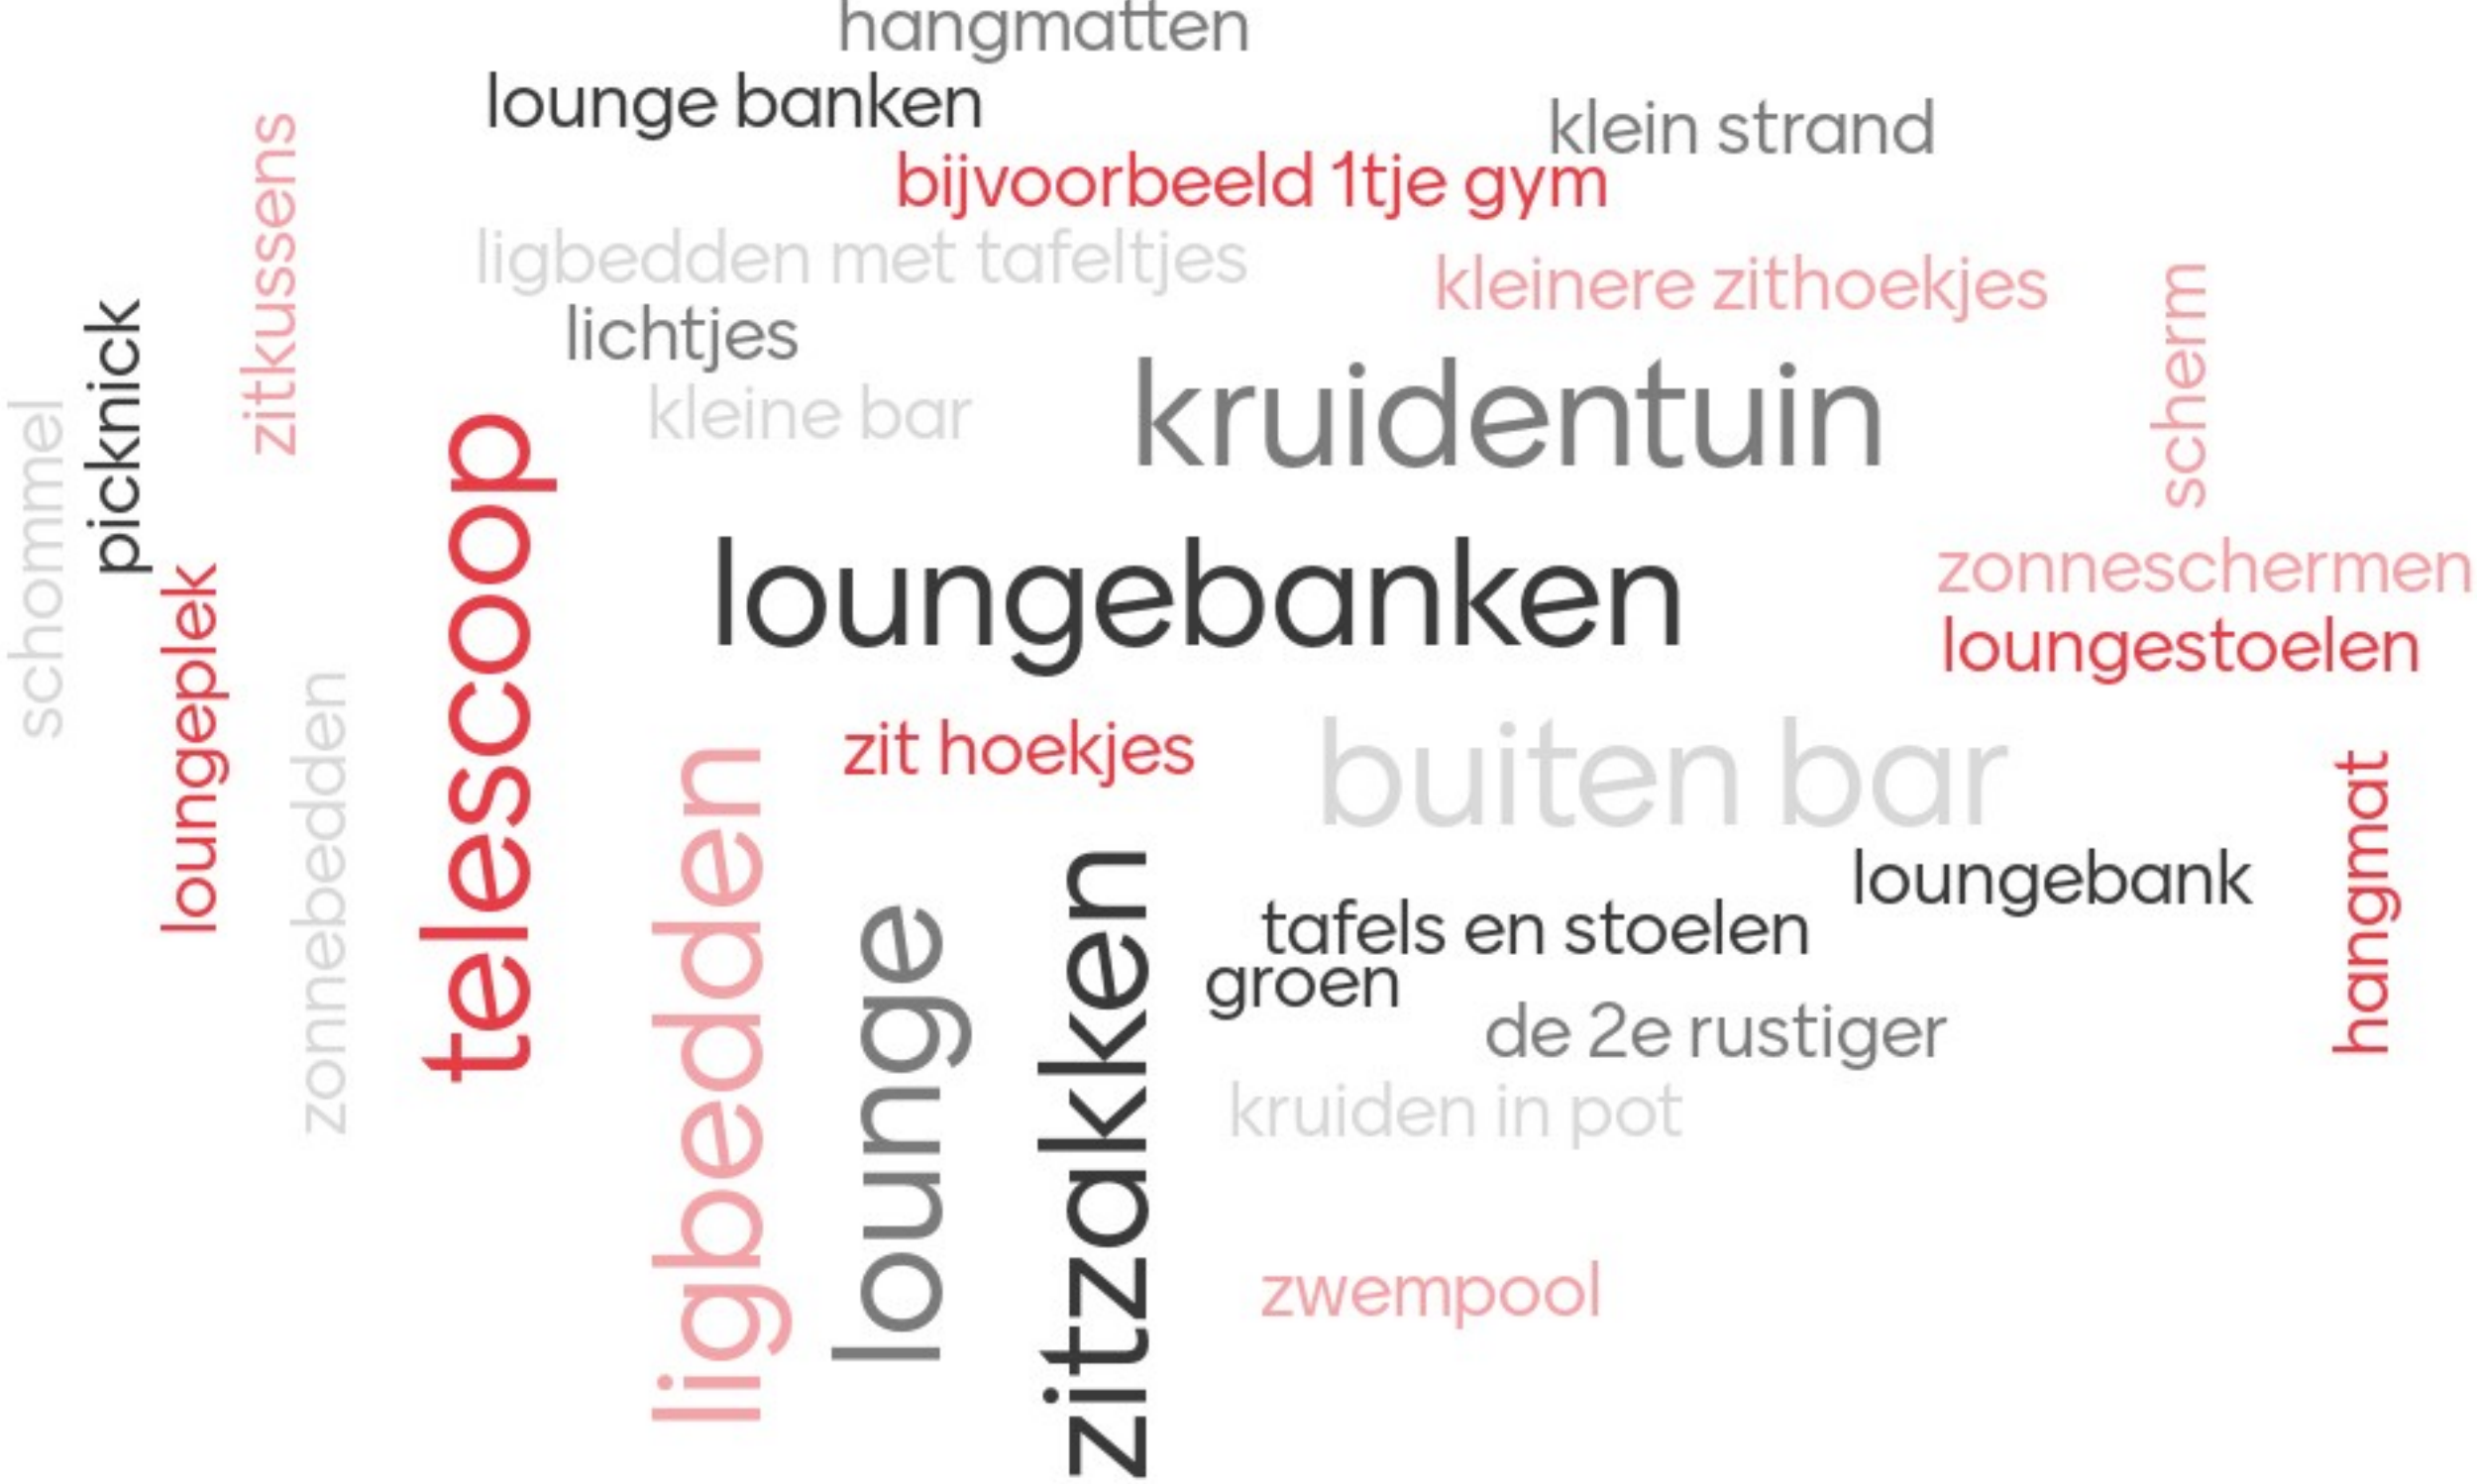 hangmatten
lounge banken
klein strand
zitkussens
bijvoorbeeld 1tje gym
ligbedden met tafeltjes
kleinere zithoekjes
scherm
picknick
lichtjes
kruidentuin
kleine bar
schommel
telescoop
loungebanken
zonneschermen
loungeplek
loungestoelen
zonnebedden
zit hoekjes
buiten bar
hangmat
ligbedden
loungebank
zitzakken
tafels en stoelen
lounge
groen
de 2e rustiger
kruiden in pot
zwempool